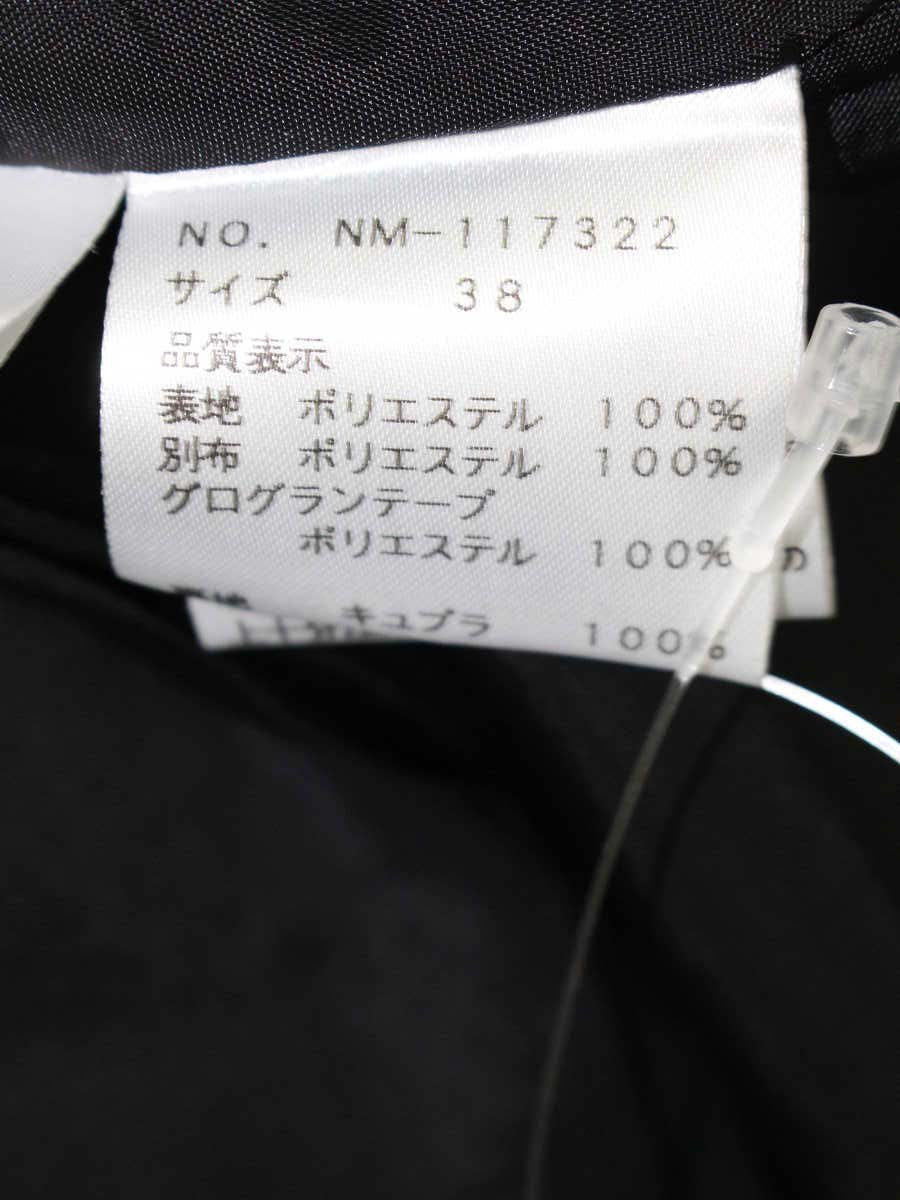 NO. NM-117322
サイズ 38
品質表示
表地 ポリエステル 100%
別布 ポリエステル 100%
グログランテープ
ポリエステル 100%
キュプラ 100%
の